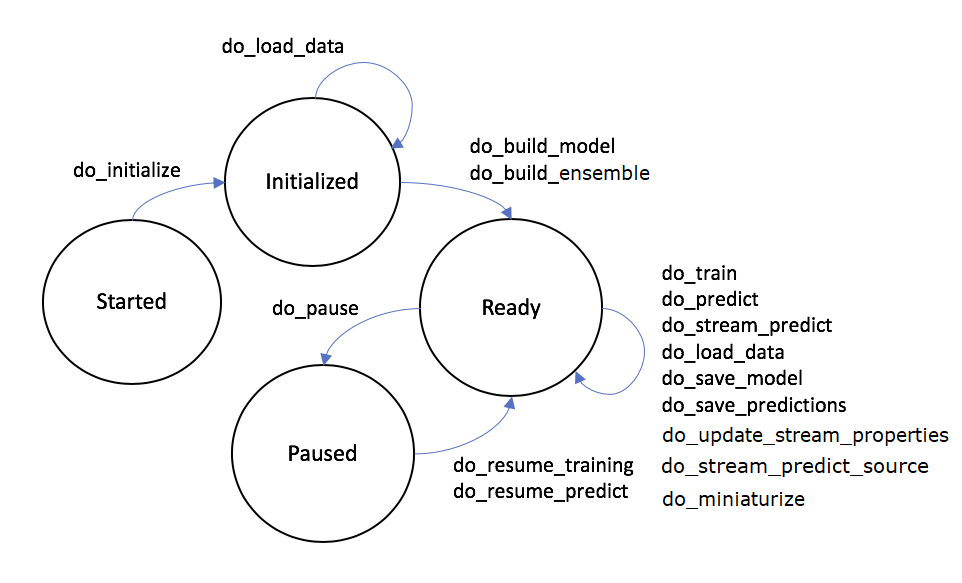 do_load_data
do_build_model
do_build_ensemble
do_initialize
Initialized
Started
Ready
do_pause
do_train
do_predict
do_stream_predict
do_load_data
do_save_model
do_save_predictions
do_update_stream_properties
do_stream_predict_source
do_miniaturize
Paused
do_resume_training
do_resume_predict